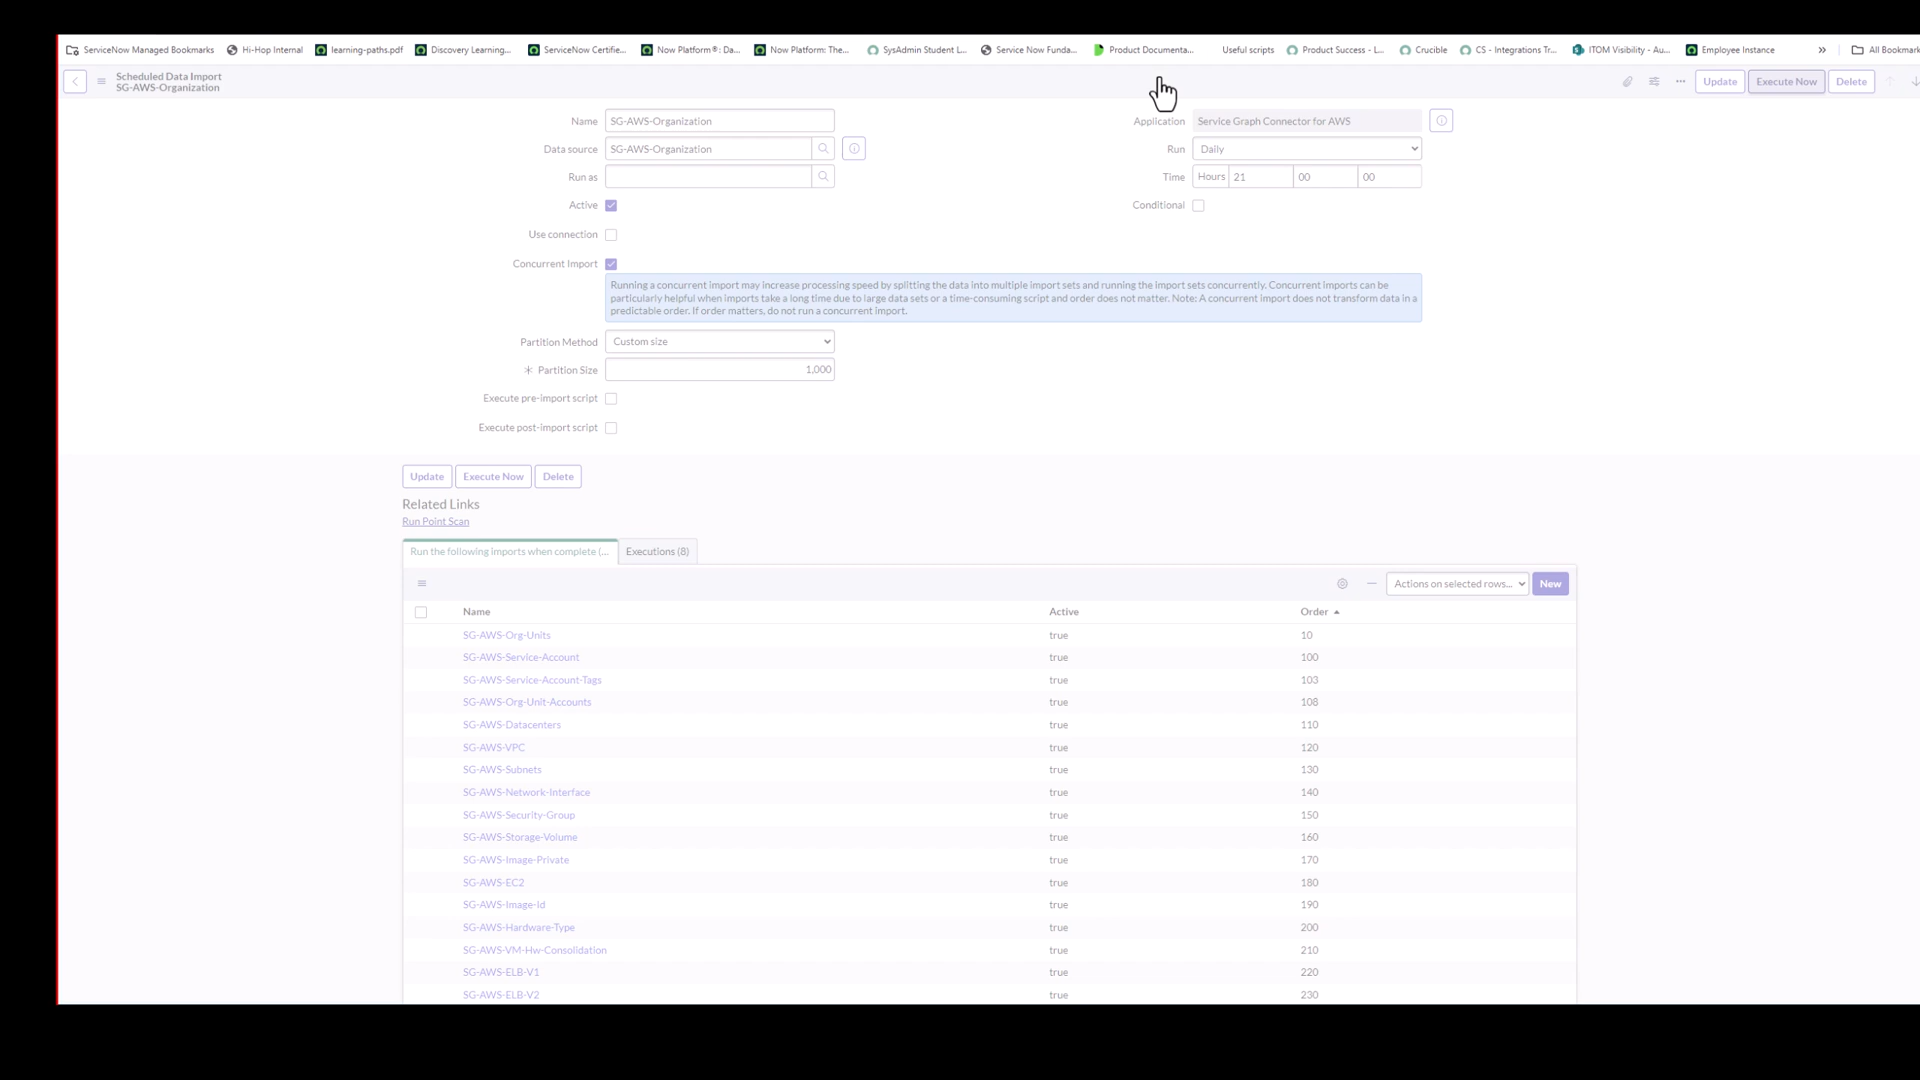 ServiceNow Managed Bookmarks Hi-Hop Internal learning-paths.pdf Discovery Learning... ServiceNow Certifie... Now Platform®: Da... Now Platform: The... SysAdmin Student L... Service Now Funda... Product Documenta... Useful scripts Product Success - L... Crucible CS - Integrations Tr... ITOM Visibility - Au... Employee Instance » All Bookmark
Scheduled Data Import
SG-AWS-Organization
Update Execute Now Delete
Name SG-AWS-Organization
Application Service Graph Connector for AWS
Data source SG-AWS-Organization
Run Daily
Run as
Time Hours 21 00 00
Active
Conditional
Use connection
Concurrent Import
Running a concurrent import may increase processing speed by splitting the data into multiple import sets and running the import sets concurrently. Concurrent imports can be
particularly helpful when imports take a long time due to large data sets or a time-consuming script and order does not matter. Note: A concurrent import does not transform data in a
predictable order. If order matters, do not run a concurrent import.
Partition Method Custom size
Partition Size 1,000
Execute pre-import script
Execute post-import script
Update Execute Now Delete
Related Links
Run Point Scan
Run the following imports when complete (... Executions (8)
Actions on selected rows... New
Name Active Order
SG-AWS-Org-Units true 10
SG-AWS-Service-Account true 100
SG-AWS-Service-Account-Tags true 103
SG-AWS-Org-Unit-Accounts true 108
SG-AWS-Datacenters true 110
SG-AWS-VPC true 120
SG-AWS-Subnets true 130
SG-AWS-Network-Interface true 140
SG-AWS-Security-Group true 150
SG-AWS-Storage-Volume true 160
SG-AWS-Image-Private true 170
SG-AWS-EC2 true 180
SG-AWS-Image-Id true 190
SG-AWS-Hardware-Type true 200
SG-AWS-VM-Hw-Consolidation true 210
SG-AWS-ELB-V1 true 220
SG-AWS-ELB-V2 true 230